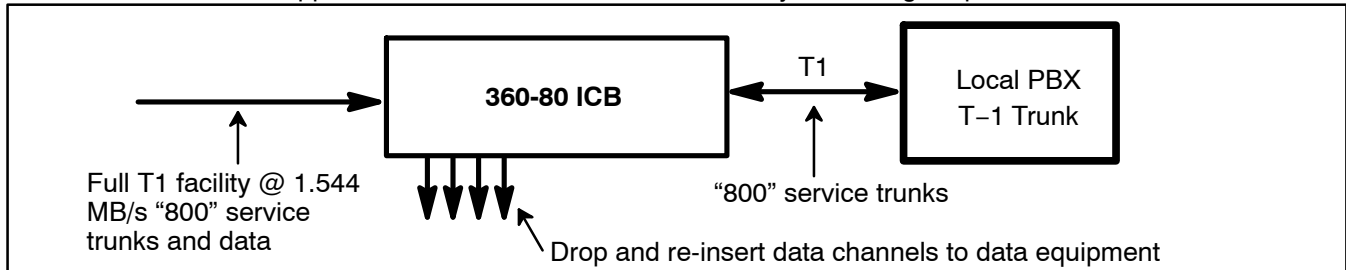 360-80 ICB
T1
Local PBX
T−1 Trunk
Full T1 facility @ 1.544
MB/s “800” service
trunks and data
“800” service trunks
Drop and re-insert data channels to data equipment